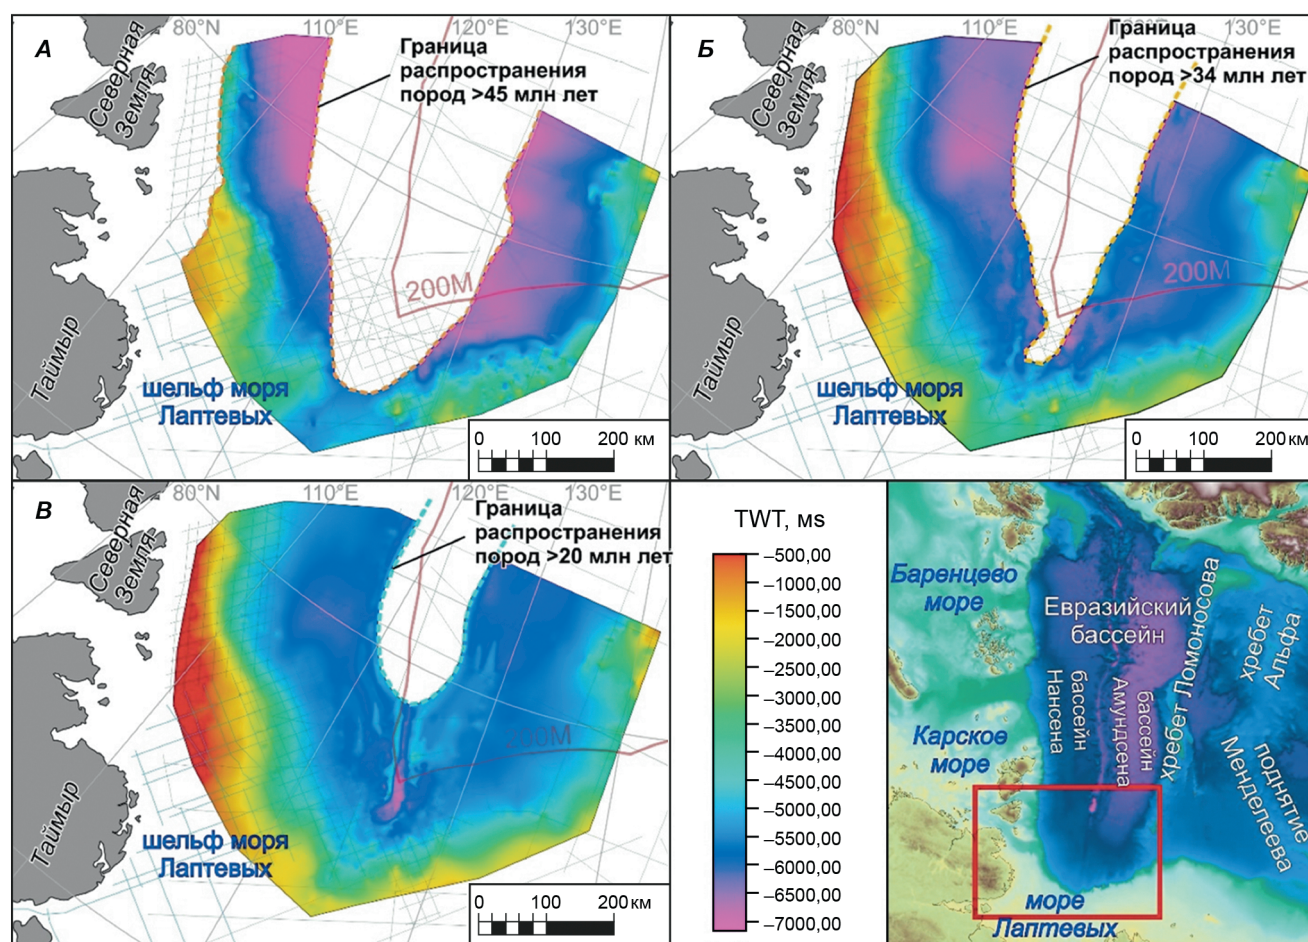 А
80°N
110°E
120°E
130°E
Северная
Земля
Граница
распространения
пород >45 млн лет
200М
Таймыр
шельф моря
Лаптевых
0
100
200 км
Б
80°N
110°E
120°E
130°E
Северная
Земля
Граница
распространения
пород >34 млн лет
200М
Таймыр
шельф моря
Лаптевых
0
100
200 км
В
80°N
110°E
120°E
130°E
Северная
Земля
Граница
распространения
пород >20 млн лет
200М
Таймыр
шельф моря
Лаптевых
0
100
200 км
TWT, ms
–500,00
–1000,00
–1500,00
–2000,00
–2500,00
–3000,00
–3500,00
–4000,00
–4500,00
–5000,00
–5500,00
–6000,00
–6500,00
–7000,00
Баренцево
море
Евразийский
бассейн
хребет Ломоносова
хребет
Альфа
бассейн
Нансена
бассейн
Амундсена
Карское
море
поднятие
Менделеева
море
Лаптевых